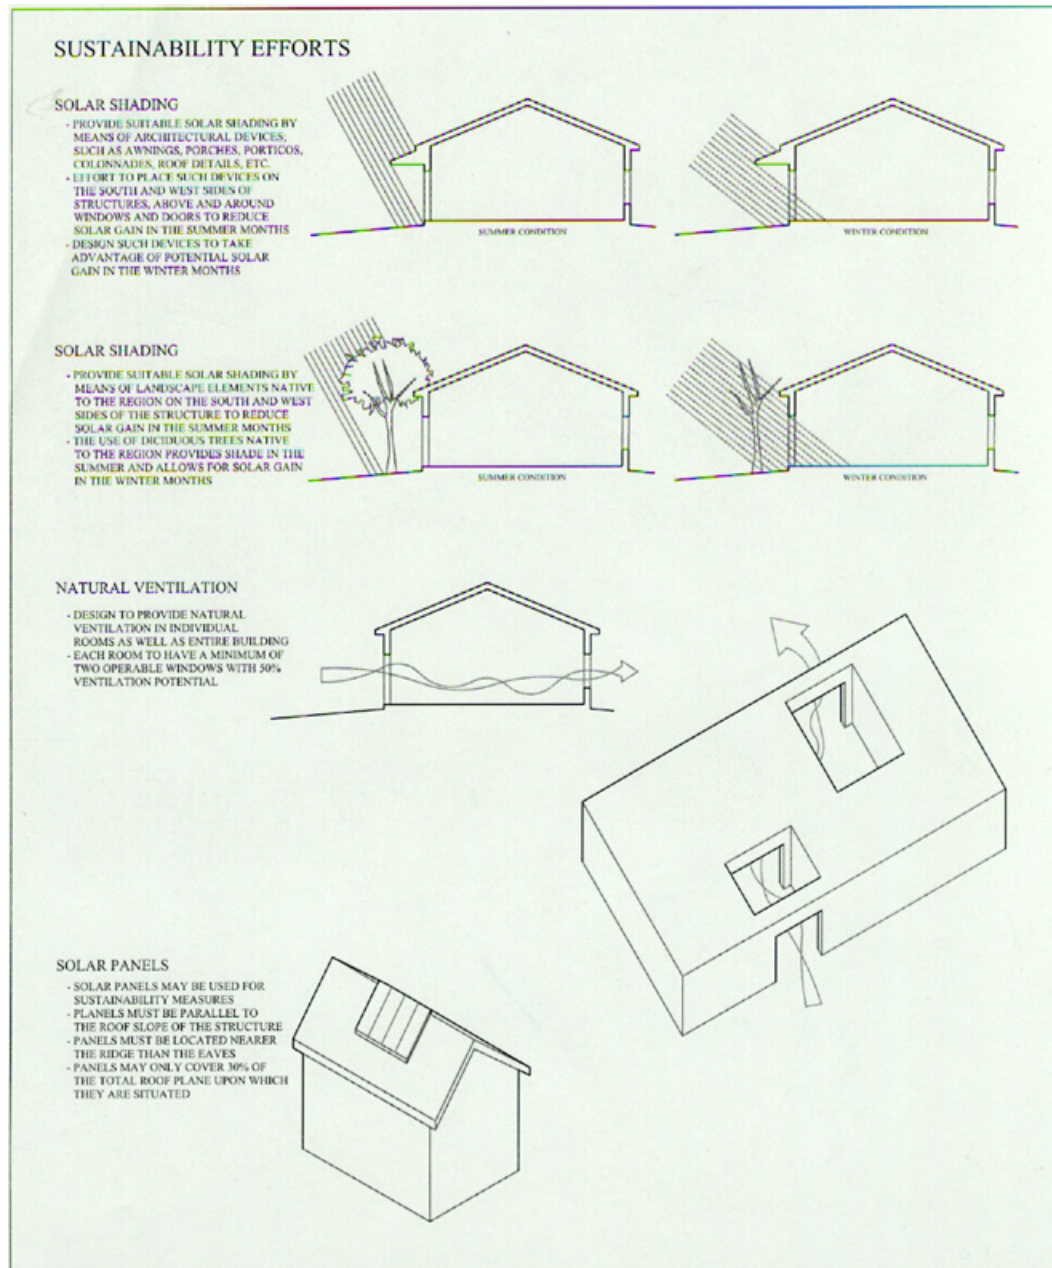 SUSTAINABILITY EFFORTS
SOLAR SHADING
- PROVIDE SUITABLE SOLAR SHADING BY
MEANS OF ARCHITECTURAL DEVICES;
SUCH AS AWNINGS, PORCHES, PORTICOS,
COLONNADES, ROOF DETAILS, ETC.
- EFFORT TO PLACE SUCH DEVICES ON
THE SOUTH AND WEST SIDES OF
STRUCTURES, ABOVE AND AROUND
WINDOWS AND DOORS TO REDUCE
SOLAR GAIN IN THE SUMMER MONTHS
- DESIGN SUCH DEVICES TO TAKE
ADVANTAGE OF POTENTIAL SOLAR
GAIN IN THE WINTER MONTHS
SUMMER CONDITION
WINTER CONDITION
SOLAR SHADING
- PROVIDE SUITABLE SOLAR SHADING BY
MEANS OF LANDSCAPE ELEMENTS NATIVE
TO THE REGION ON THE SOUTH AND WEST
SIDES OF THE STRUCTURE TO REDUCE
SOLAR GAIN IN THE SUMMER MONTHS
- THE USE OF DICIDUOUS TREES NATIVE
TO THE REGION PROVIDES SHADE IN THE
SUMMER AND ALLOWS FOR SOLAR GAIN
IN THE WINTER MONTHS
SUMMER CONDITION
WINTER CONDITION
NATURAL VENTILATION
- DESIGN TO PROVIDE NATURAL
VENTILATION IN INDIVIDUAL
ROOMS AS WELL AS ENTIRE BUILDING
- EACH ROOM TO HAVE A MINIMUM OF
TWO OPERABLE WINDOWS WITH 50%
VENTILATION POTENTIAL
SOLAR PANELS
- SOLAR PANELS MAY BE USED FOR
SUSTAINABILITY MEASURES
- PLANELS MUST BE PARALLEL TO
THE ROOF SLOPE OF THE STRUCTURE
- PANELS MUST BE LOCATED NEARER
THE RIDGE THAN THE EAVES
- PANELS MAY ONLY COVER 30% OF
THE TOTAL ROOF PLANE UPON WHICH
THEY ARE SITUATED